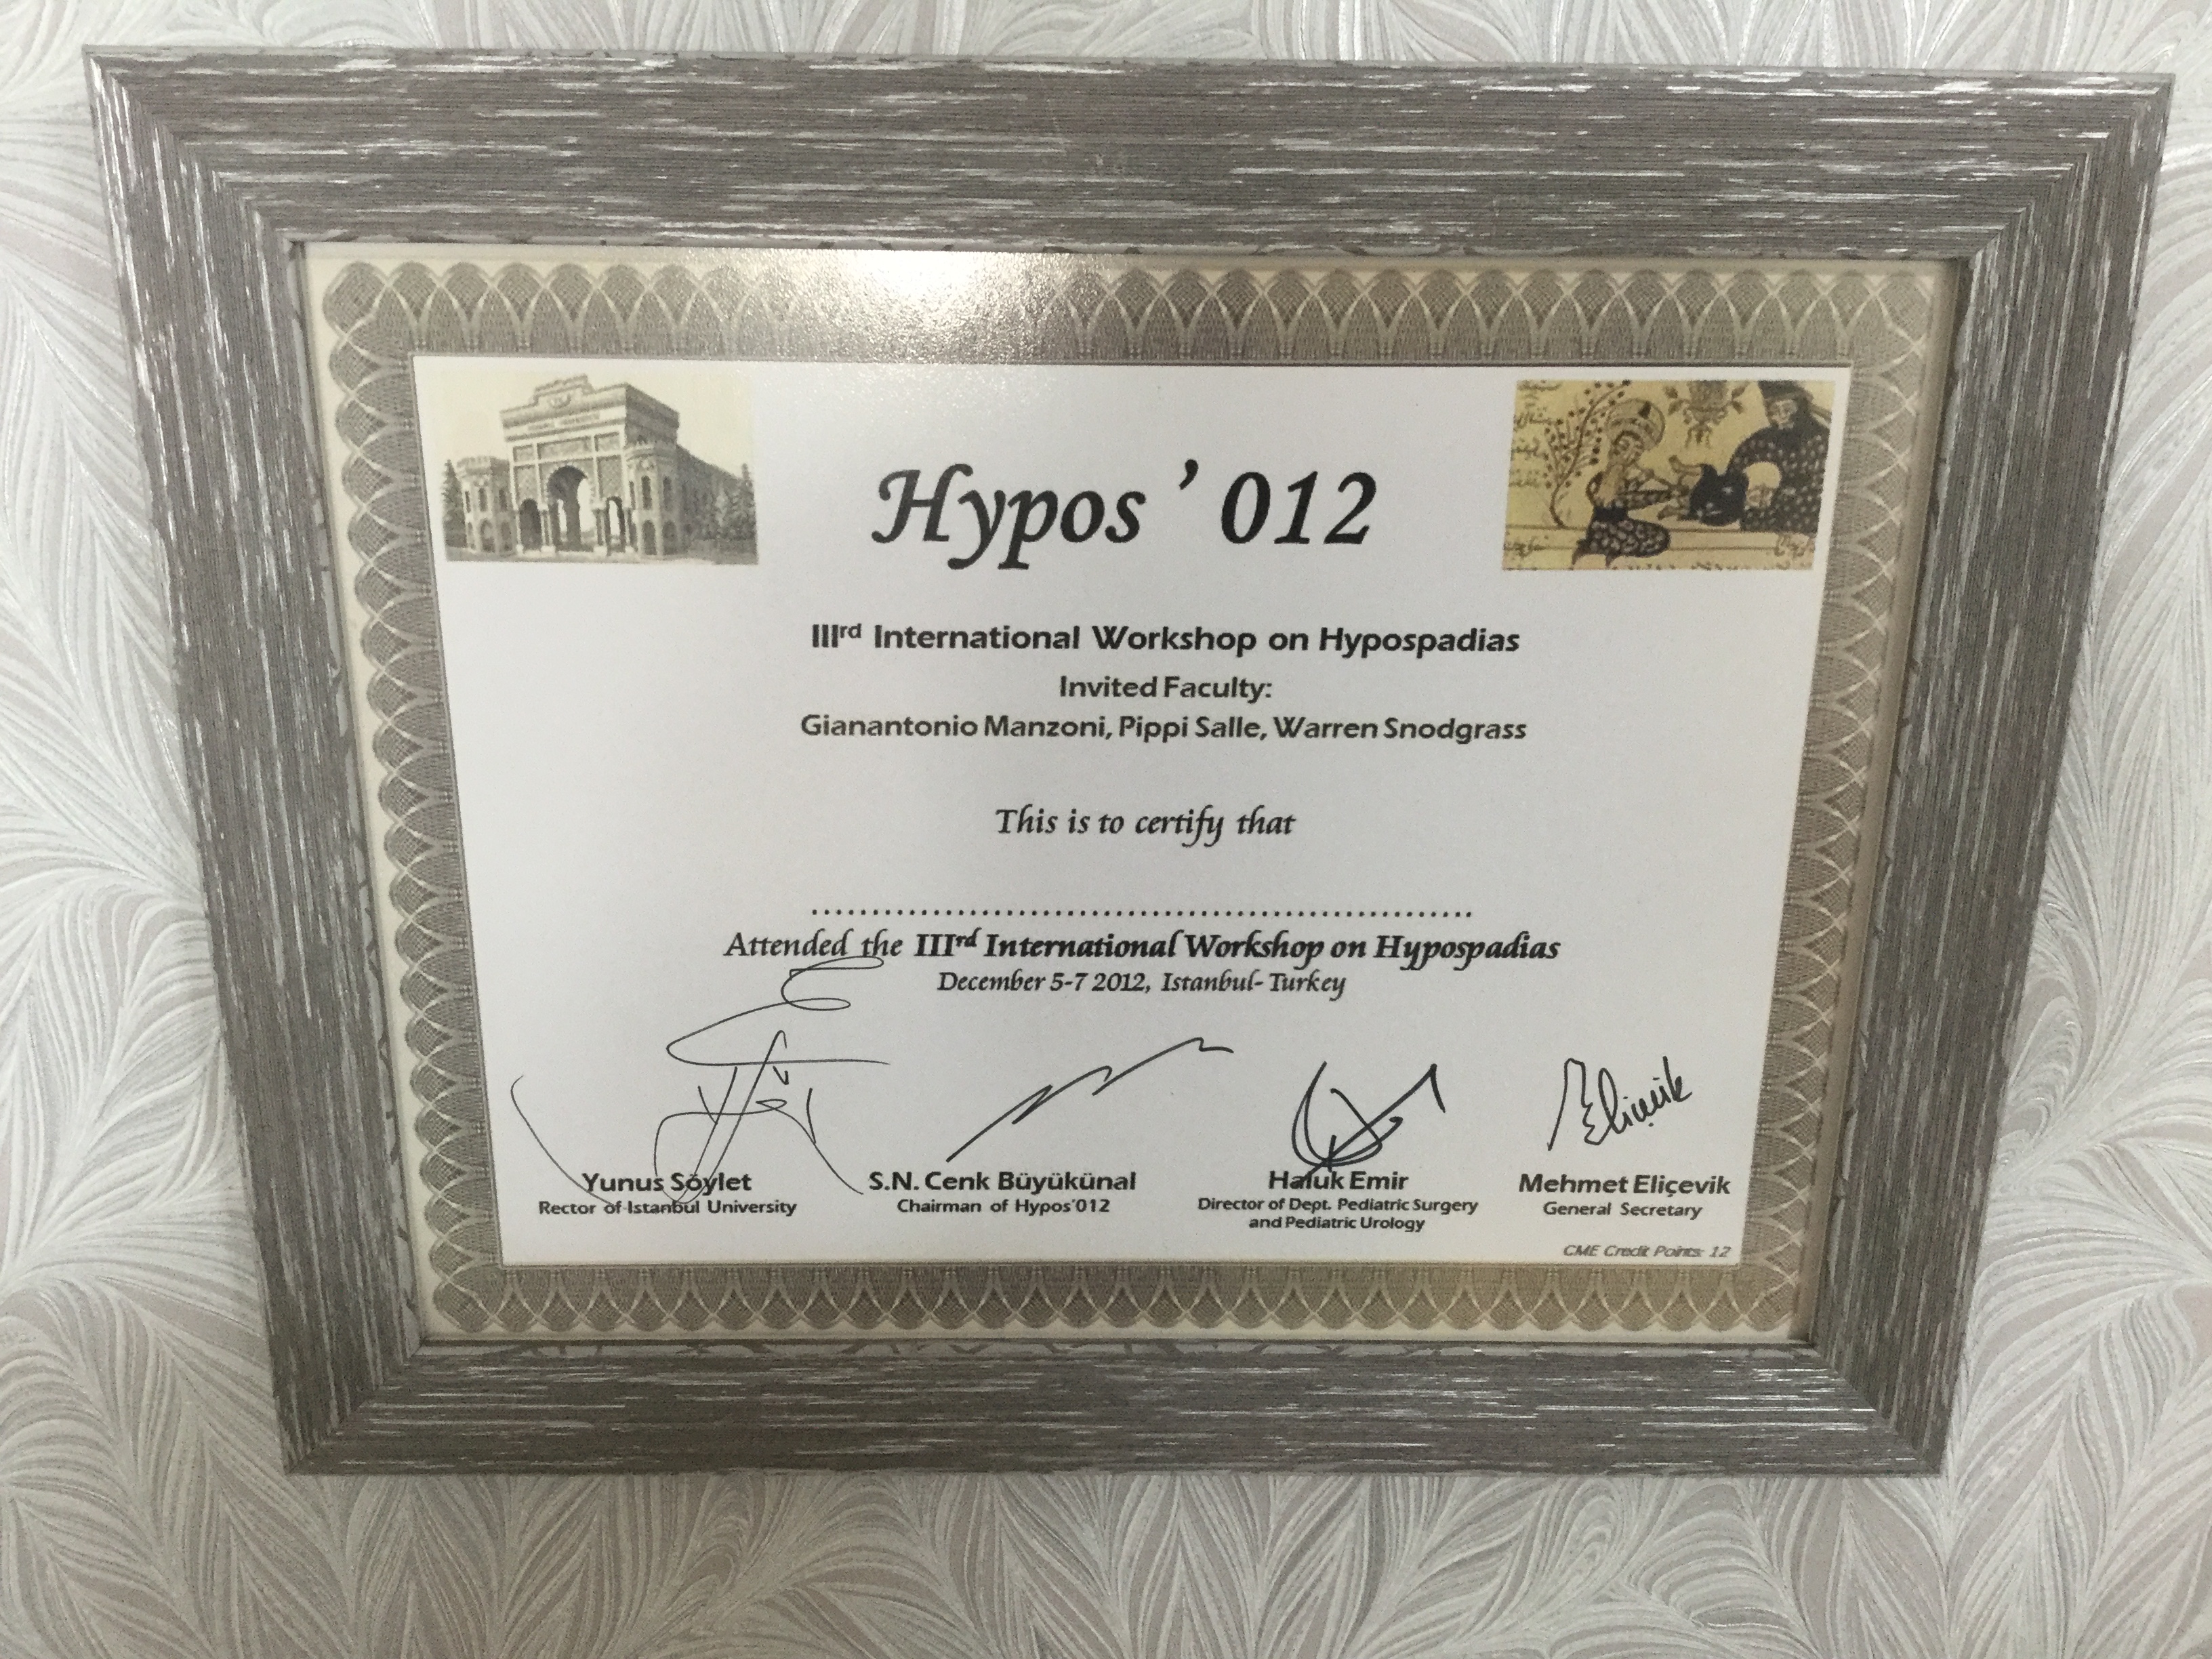 Hypos ’ 012
IIIrd International Workshop on Hypospadias
Invited Faculty:
Gianantonio Manzoni, Pippi Salle, Warren Snodgrass
This is to certify that
......................................................................
Attended the IIIrd International Workshop on Hypospadias
December 5-7 2012, Istanbul-Turkey
Eliçevik
Yunus Söylet
Rector of Istanbul University
S.N. Cenk Büyükünal
Chairman of Hypos'012
Haluk Emir
Director of Dept. Pediatric Surgery
and Pediatric Urology
Mehmet Eliçevik
General Secretary
CME Credit Points: 12